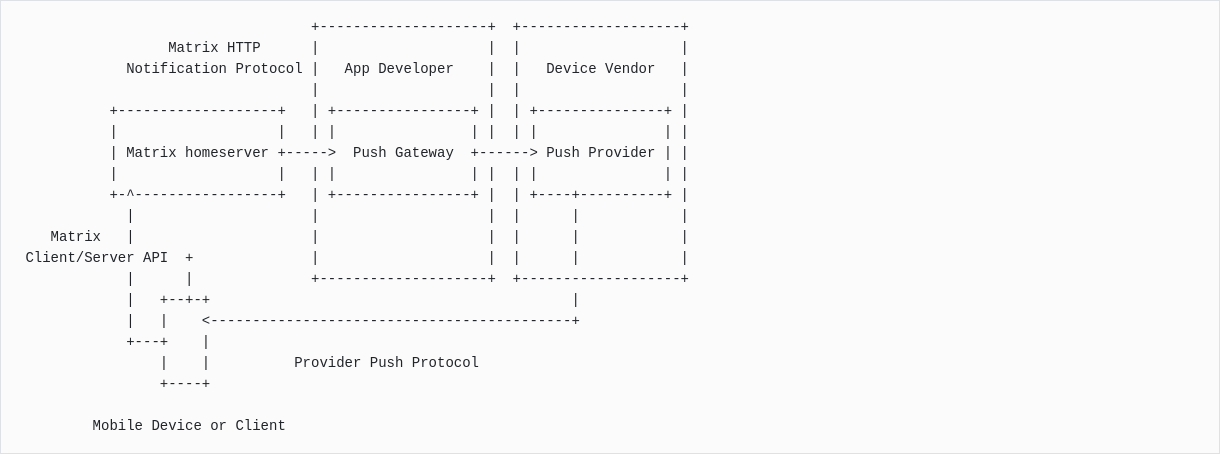 +--------------------+  +-------------------+
                 Matrix HTTP      |                    |  |                   |
            Notification Protocol |   App Developer    |  |   Device Vendor   |
                                  |                    |  |                   |
          +-------------------+   | +----------------+ |  | +---------------+ |
          |                   |   | |                | |  | |               | |
          | Matrix homeserver +----->  Push Gateway  +------> Push Provider | |
          |                   |   | |                | |  | |               | |
          +-^-----------------+   | +----------------+ |  | +----+----------+ |
            |                     |                    |  |      |            |
   Matrix   |                     |                    |  |      |            |
Client/Server API  +              |                    |  |      |            |
            |      |              +--------------------+  +-------------------+
            |   +--+-+                                           |
            |   |    <-------------------------------------------+
            +---+    |
                |    |          Provider Push Protocol
                +----+

        Mobile Device or Client